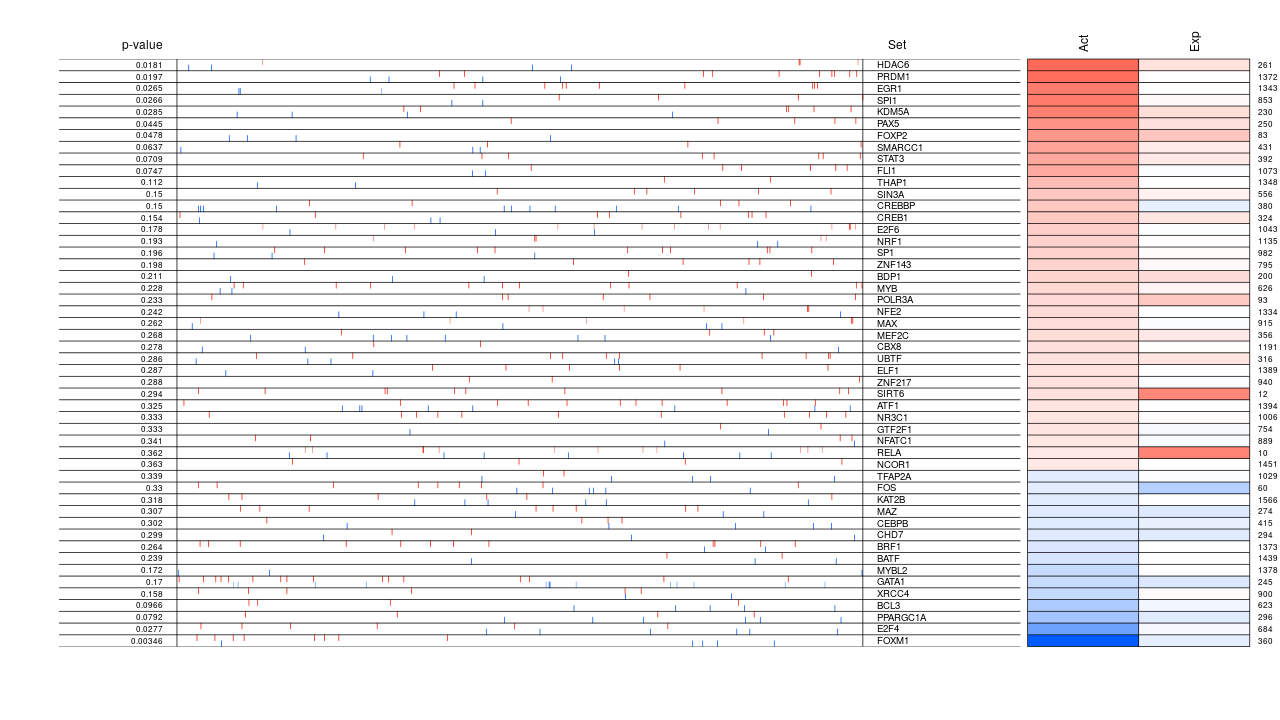 p-value Set Act Exp
0.0181 HDAC6 261
0.0197 PRDM1 1372
0.0265 EGR1 1343
0.0266 SPI1 853
0.0285 KDM5A 230
0.0445 PAX5 250
0.0478 FOXP2 83
0.0637 SMARCC1 431
0.0709 STAT3 392
0.0747 FLI1 1073
0.112 THAP1 1348
0.15 SIN3A 556
0.15 CREBBP 380
0.154 CREB1 324
0.178 E2F6 1043
0.193 NRF1 1135
0.196 SP1 982
0.198 ZNF143 795
0.211 BDP1 200
0.228 MYB 626
0.233 POLR3A 93
0.242 NFE2 1334
0.262 MAX 915
0.268 MEF2C 356
0.278 CBX8 1191
0.286 UBTF 316
0.287 ELF1 1389
0.288 ZNF217 940
0.294 SIRT6 12
0.325 ATF1 1394
0.333 NR3C1 1006
0.333 GTF2F1 754
0.341 NFATC1 889
0.362 RELA 10
0.363 NCOR1 1451
0.339 TFAP2A 1029
0.33 FOS 60
0.318 KAT2B 1566
0.307 MAZ 274
0.302 CEBPB 415
0.299 CHD7 294
0.264 BRF1 1373
0.239 BATF 1439
0.172 MYBL2 1378
0.17 GATA1 245
0.158 XRCC4 900
0.0966 BCL3 623
0.0792 PPARGC1A 296
0.0277 E2F4 684
0.00346 FOXM1 360